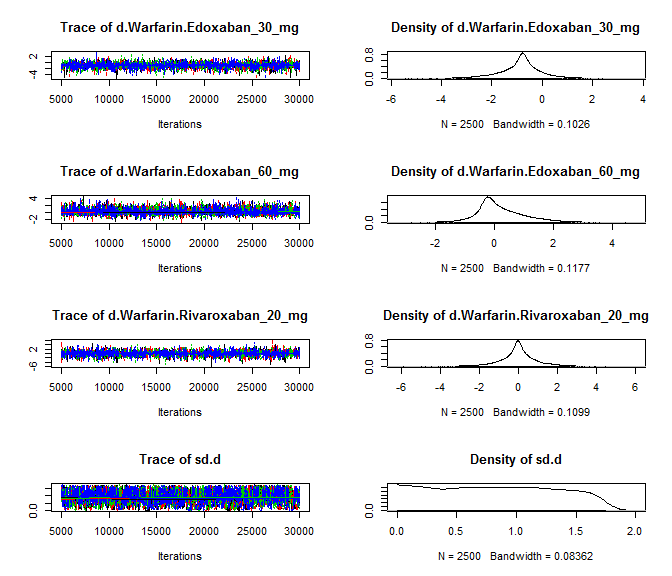 Trace of d.Warfarin.Edoxaban_30_mg
2
-4
5000 10000 15000 20000 25000 30000
Iterations
Density of d.Warfarin.Edoxaban_30_mg
0.8
0.0
-6 -4 -2 0 2 4
N = 2500 Bandwidth = 0.1026
Trace of d.Warfarin.Edoxaban_60_mg
4
-2
5000 10000 15000 20000 25000 30000
Iterations
Density of d.Warfarin.Edoxaban_60_mg
0.0
-2 0 2 4
N = 2500 Bandwidth = 0.1177
Trace of d.Warfarin.Rivaroxaban_20_mg
2
-6
5000 10000 15000 20000 25000 30000
Iterations
Density of d.Warfarin.Rivaroxaban_20_mg
0.8
0.0
-6 -4 -2 0 2 4 6
N = 2500 Bandwidth = 0.1099
Trace of sd.d
0.0
5000 10000 15000 20000 25000 30000
Iterations
Density of sd.d
0.0
0.0 0.5 1.0 1.5 2.0
N = 2500 Bandwidth = 0.08362